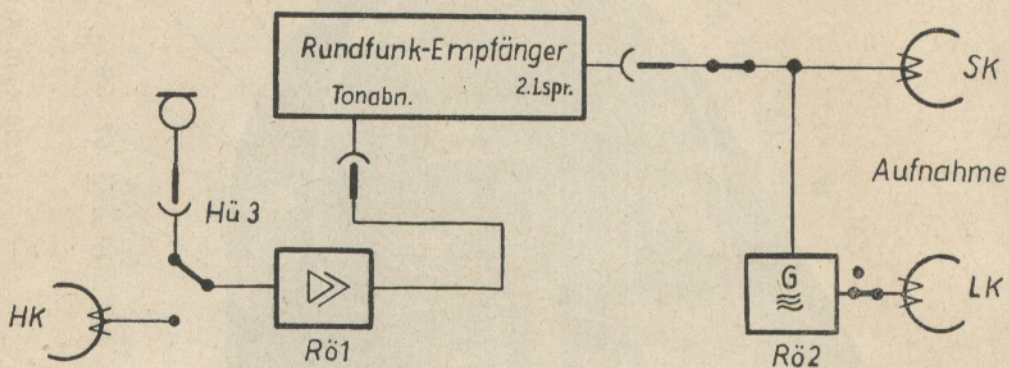 Rundfunk-Empfänger
Tonabn.
2.Lspr.
SK
Hü 3
Aufnahme
HK
G
LK
Rö1
Rö2